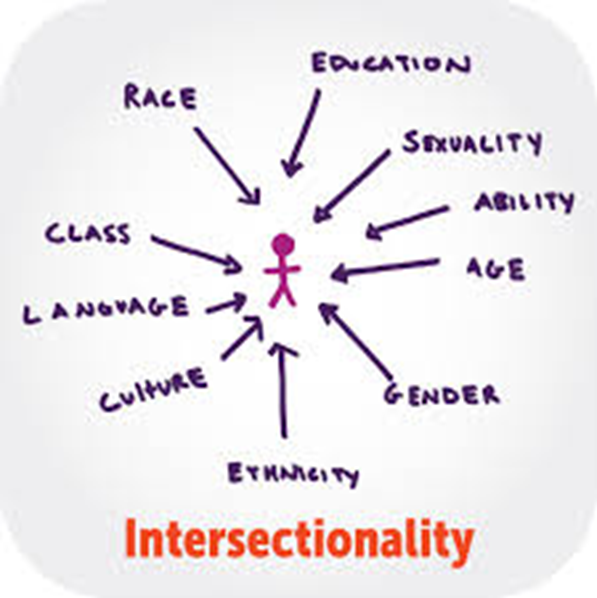 EDUCATION
RACE
SEXUALITY
ABILITY
CLASS
AGE
LANGUAGE
CULTURE
GENDER
ETHNICITY
Intersectionality